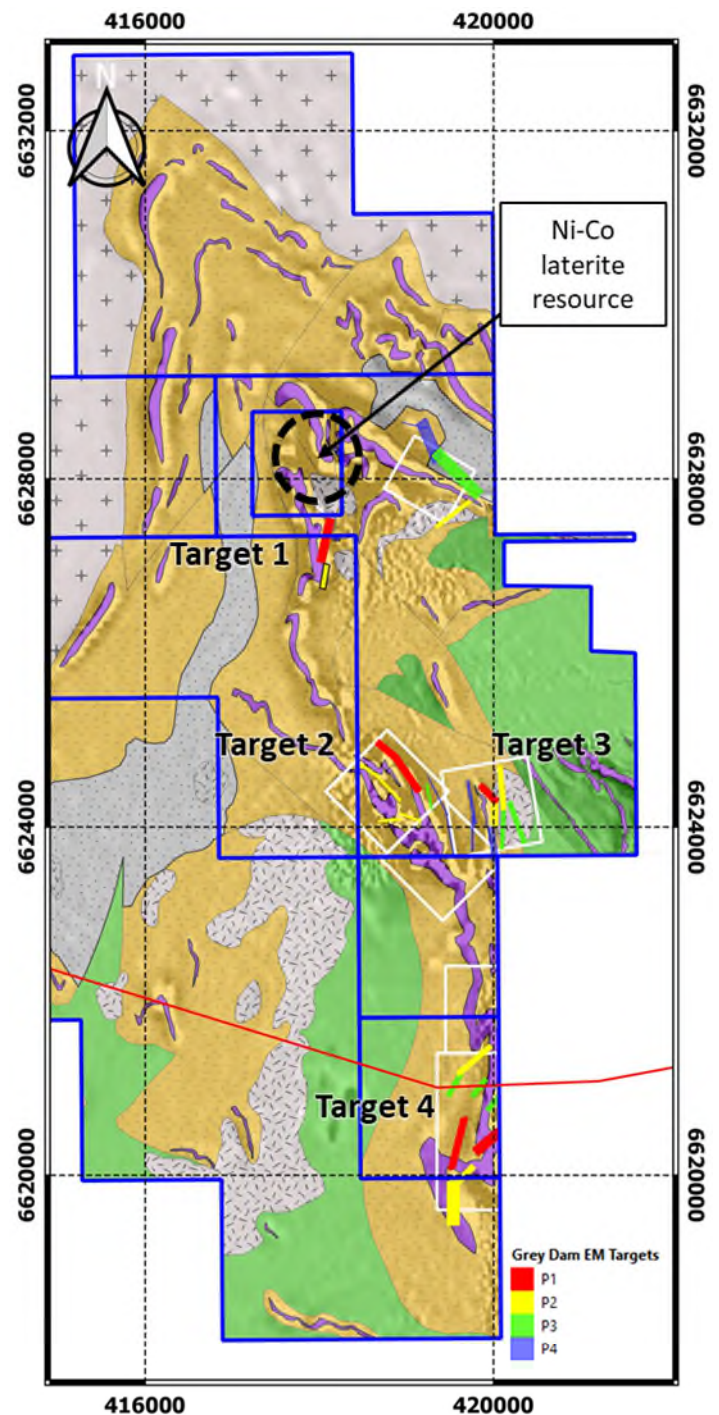 416000
420000
N
6632000
6632000
Ni-Co
laterite
resource
6628000
6628000
Target 1
Target 2
Target 3
6624000
6624000
Target 4
6620000
6620000
Grey Dam EM Targets
P1
P2
P3
P4
416000
420000